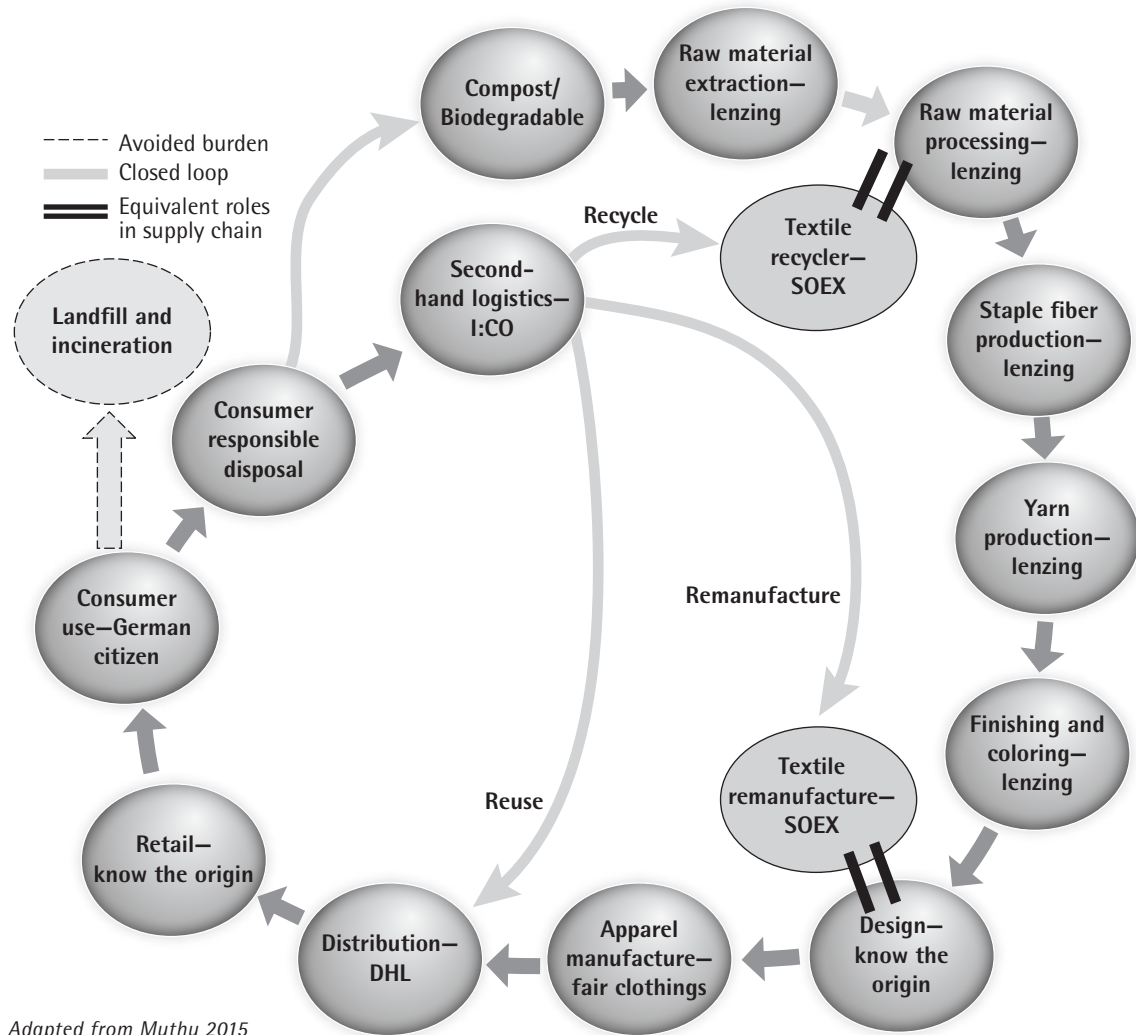 Compost/
Biodegradable
Raw material
extraction—
lenzing
Raw material
processing—
lenzing
Avoided burden
Closed loop
Equivalent roles
in supply chain
Recycle
Textile
recycler—
SOEX
Second-
hand logistics—
I:CO
Staple fiber
production—
lenzing
Landfill and
incineration
Consumer
responsible
disposal
Yarn
production—
lenzing
Consumer
use—German
citizen
Remanufacture
Finishing and
coloring—
lenzing
Textile
remanufacture—
SOEX
Reuse
Retail—
know the origin
Distribution—
DHL
Apparel
manufacture—
fair clothings
Design—
know the
origin
Adapted from Muthu 2015